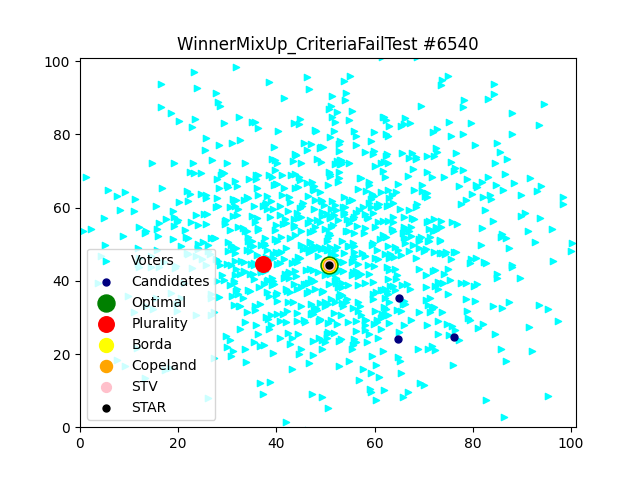 WinnerMixUp_CriteriaFailTest #6540
100
80
60
40
20
0
0 20 40 60 80 100
Voters
Candidates
Optimal
Plurality
Borda
Copeland
STV
STAR